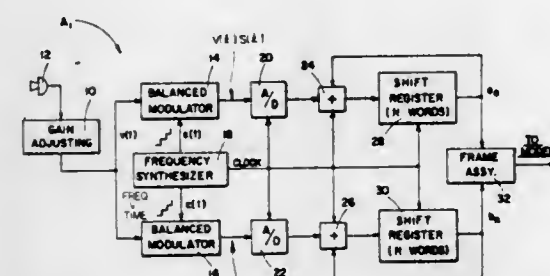 A1
12
10
GAIN
ADJUSTING
14
BALANCED
MODULATOR
V(t)S(t)
20
A/D
24
+
SHIFT
REGISTER
(N WORDS)
28
v(t)
s(t)
18
FREQUENCY
SYNTHESIZER
CLOCK
FREQ
TIME
c(t)
BALANCED
MODULATOR
16
A/D
22
26
+
30
SHIFT
REGISTER
(N WORDS)
FRAME
ASSY.
32
TO